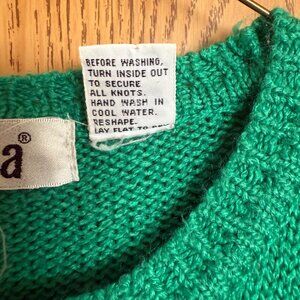 BEFORE WASHING,
TURN INSIDE OUT
TO SECURE
ALL KNOTS.
HAND WASH IN
COOL WATER.
RESHAPE.
LAY FLAT TO
a®